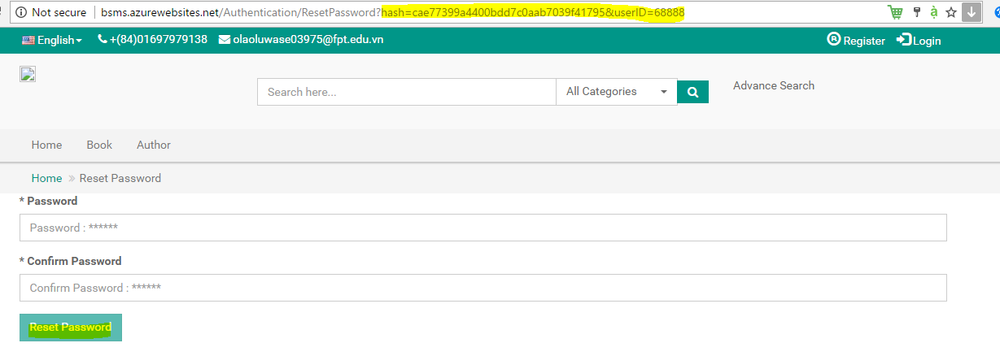 Not secure | bsms.azurewebsites.net/Authentication/ResetPassword?hash=cae77399a4400bdd7c0aab7039f41795&userID=68888
English +(84)01697979138 olaoluwase03975@fpt.edu.vn ® Register Login
Search here... All Categories Advance Search
Home Book Author
Home » Reset Password
* Password
Password : ******
* Confirm Password
Confirm Password : ******
Reset Password